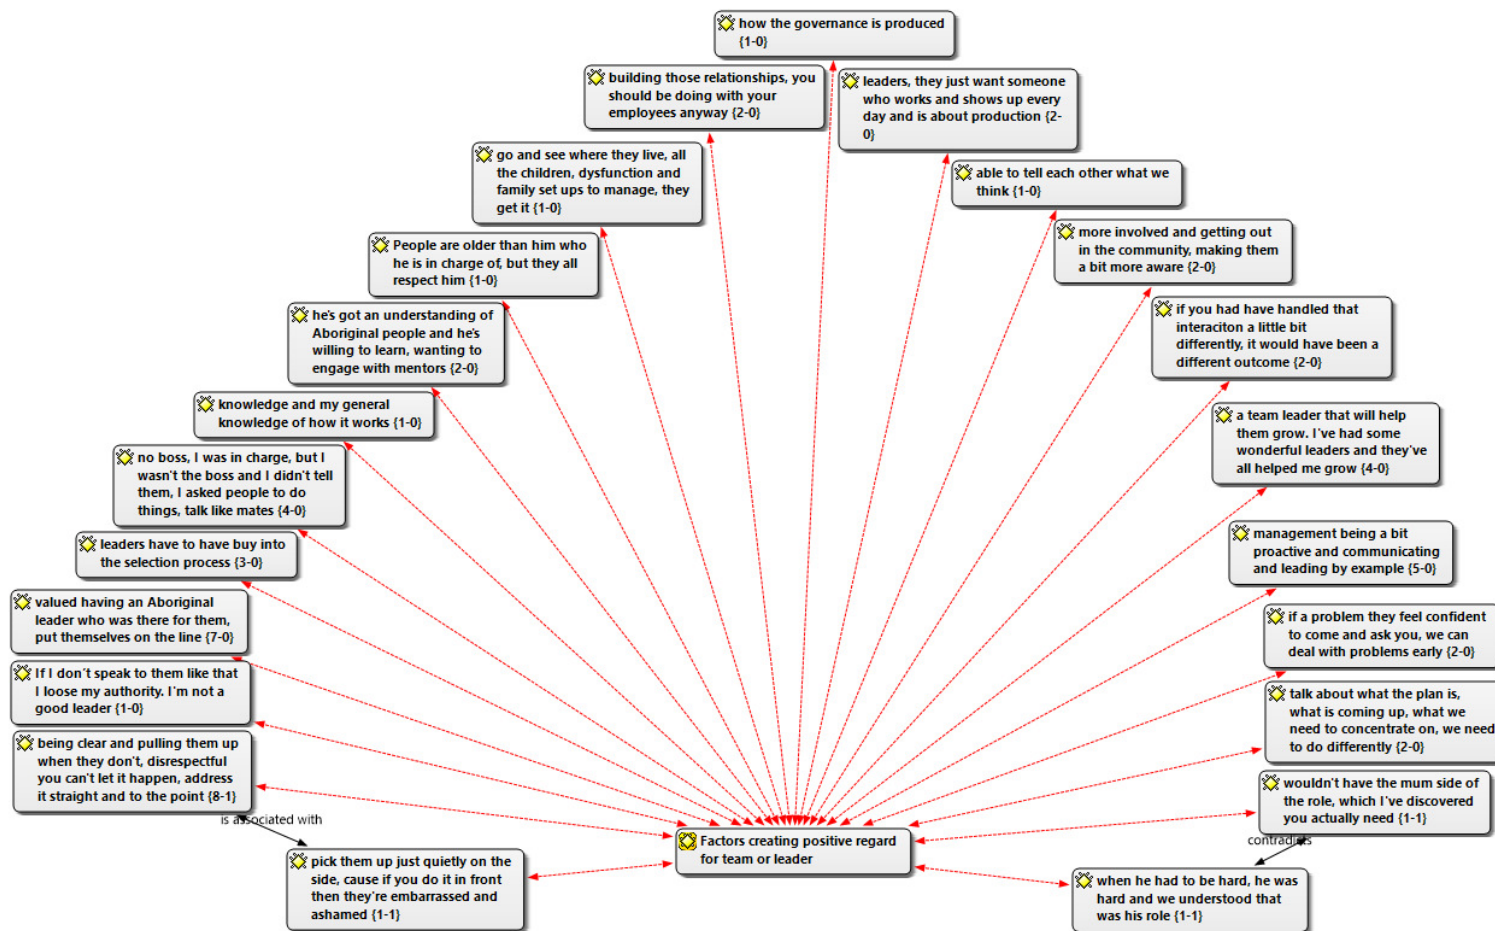 how the governance is produced
{1-0}
building those relationships, you
should be doing with your
employees anyway {2-0}
leaders, they just want someone
who works and shows up every
day and is about production {2-
0}
go and see where they live, all
the children, dysfunction and
family set ups to manage, they
get it {1-0}
able to tell each other what we
think {1-0}
more involved and getting out
in the community, making them
a bit more aware {2-0}
People are older than him who
he is in charge of, but they all
respect him {1-0}
he's got an understanding of
Aboriginal people and he's
willing to learn, wanting to
engage with mentors {2-0}
if you had have handled that
interaciton a little bit
differently, it would have been a
different outcome {2-0}
knowledge and my general
knowledge of how it works {1-0}
a team leader that will help
them grow. I've had some
wonderful leaders and they've
all helped me grow {4-0}
no boss, I was in charge, but I
wasn't the boss and I didn't tell
them, I asked people to do
things, talk like mates {4-0}
management being a bit
proactive and communicating
and leading by example {5-0}
leaders have to have buy into
the selection process {3-0}
valued having an Aboriginal
leader who was there for them,
put themselves on the line {7-0}
if a problem they feel confident
to come and ask you, we can
deal with problems early {2-0}
If I don't speak to them like that
I loose my authority. I'm not a
good leader {1-0}
talk about what the plan is,
what is coming up, what we
need to concentrate on, we need
to do differently {2-0}
being clear and pulling them up
when they don't, disrespectful
you can't let it happen, address
it straight and to the point {8-1}
wouldn't have the mum side of
the role, which I've discovered
you actually need {1-1}
is associated with
contradicts
Factors creating positive regard
for team or leader
pick them up just quietly on the
side, cause if you do it in front
then they're embarrassed and
ashamed {1-1}
when he had to be hard, he was
hard and we understood that
was his role {1-1}